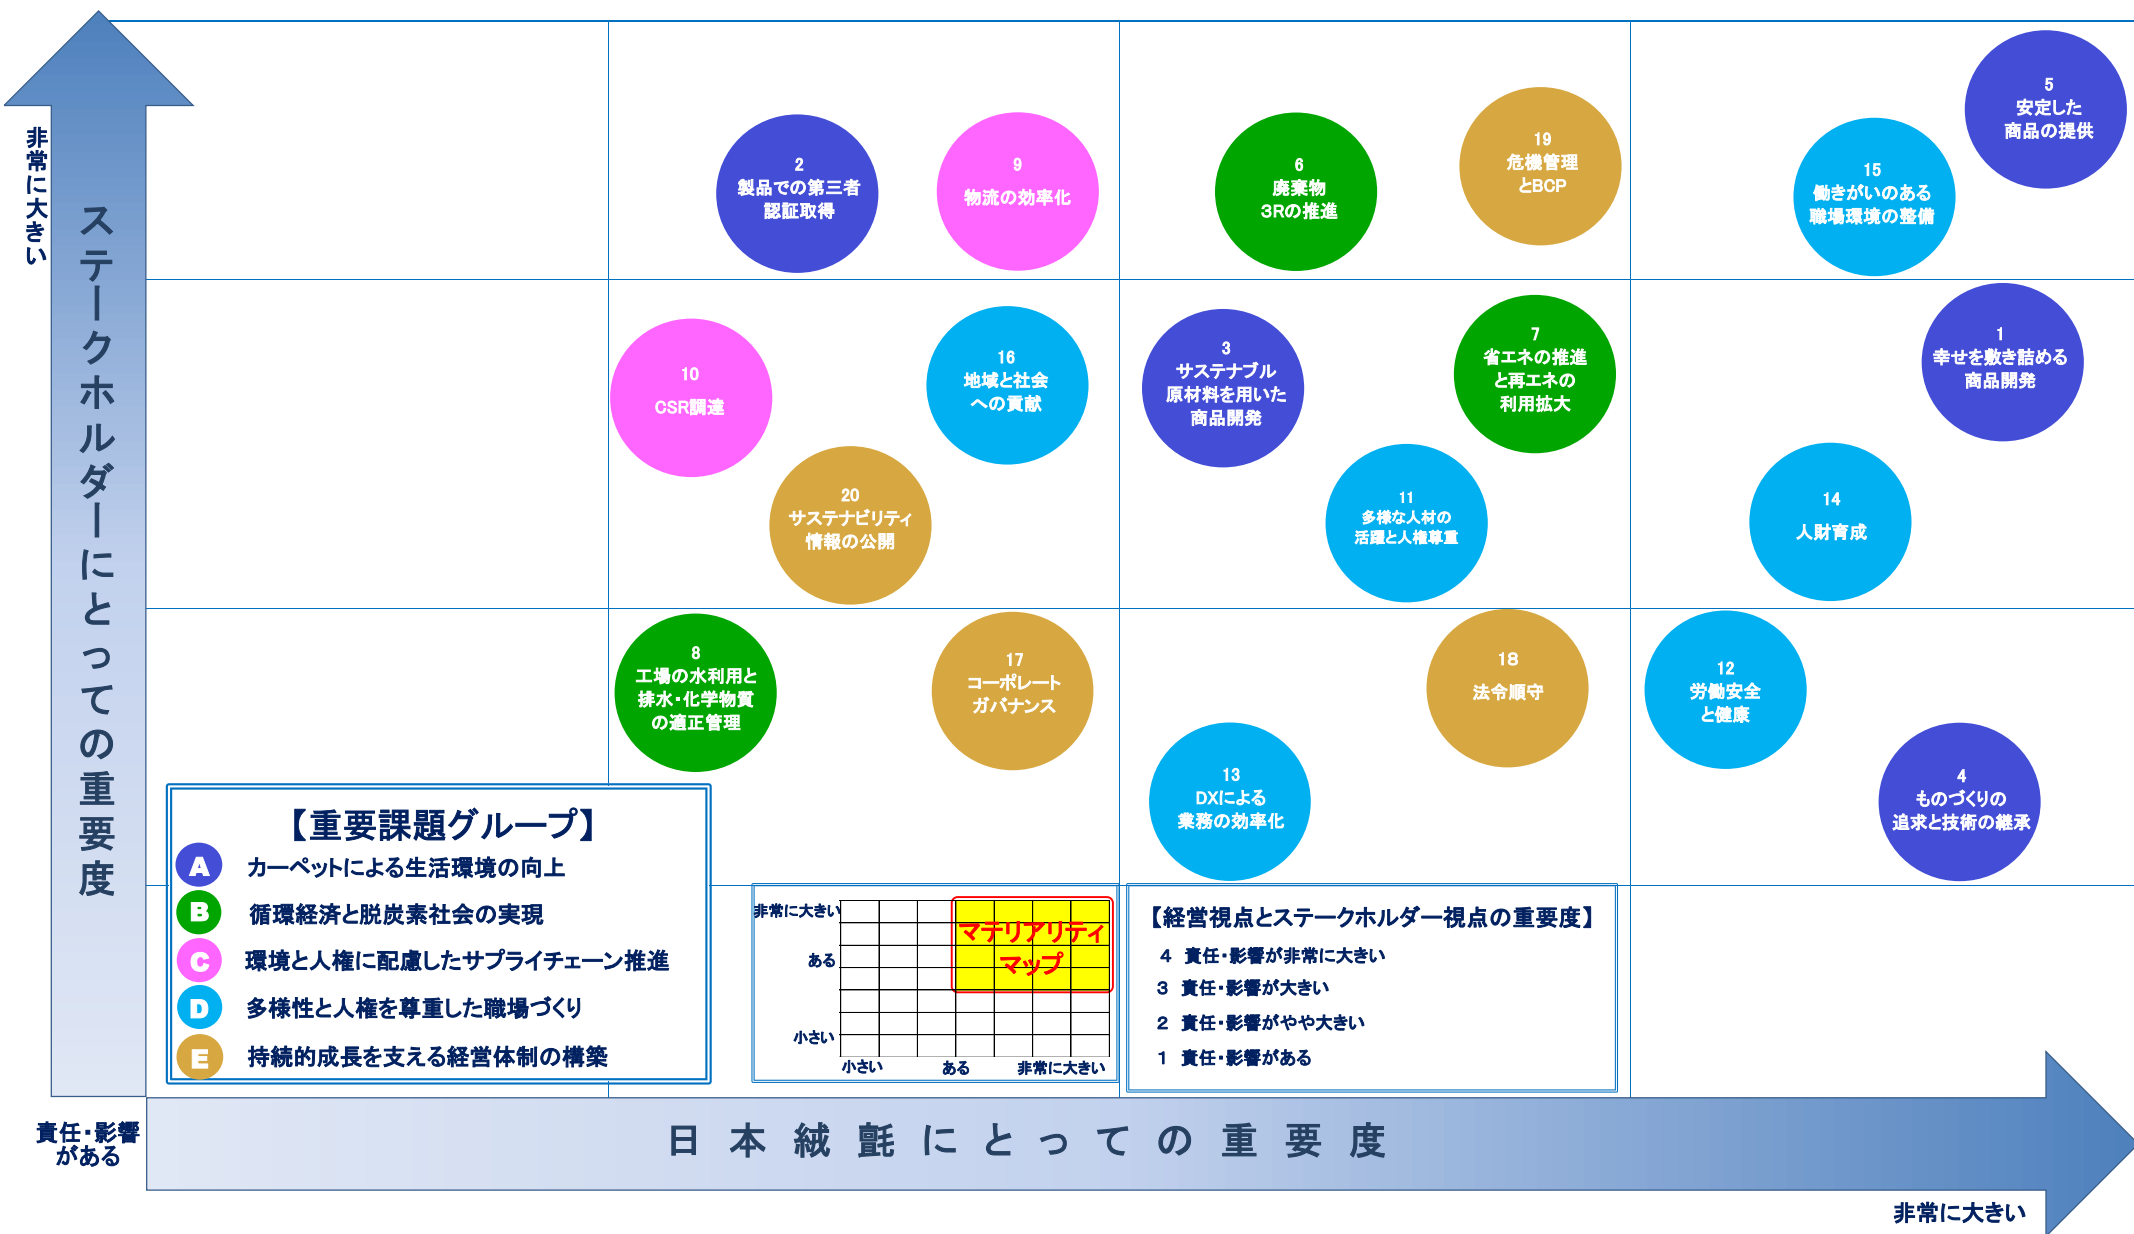 非常に大きい
ステークホルダーにとっての重要度
2
製品での第三者
認証取得
9
物流の効率化
6
廃棄物
3Rの推進
19
危機管理
とBCP
15
働きがいのある
職場環境の整備
5
安定した
商品の提供
10
CSR調達
20
サステナビリティ
情報の公開
16
地域と社会
への貢献
3
サステナブル
原材料を用いた
商品開発
7
省エネの推進
と再エネの
利用拡大
11
多様な人材の
活躍と人権尊重
1
幸せを敷き詰める
商品開発
14
人財育成
8
工場の水利用と
排水・化学物質
の適正管理
17
コーポレート
ガバナンス
13
DXによる
業務の効率化
18
法令順守
12
労働安全
と健康
4
ものづくりの
追求と技術の継承
【重要課題グループ】
A カーペットによる生活環境の向上
B 循環経済と脱炭素社会の実現
C 環境と人権に配慮したサプライチェーン推進
D 多様性と人権を尊重した職場づくり
E 持続的成長を支える経営体制の構築
非常に大きい
ある
小さい
マテリアリティ
マップ
小さい ある 非常に大きい
【経営視点とステークホルダー視点の重要度】
4 責任・影響が非常に大きい
3 責任・影響が大きい
2 責任・影響がやや大きい
1 責任・影響がある
責任・影響
がある
日本絨氈にとっての重要度
非常に大きい